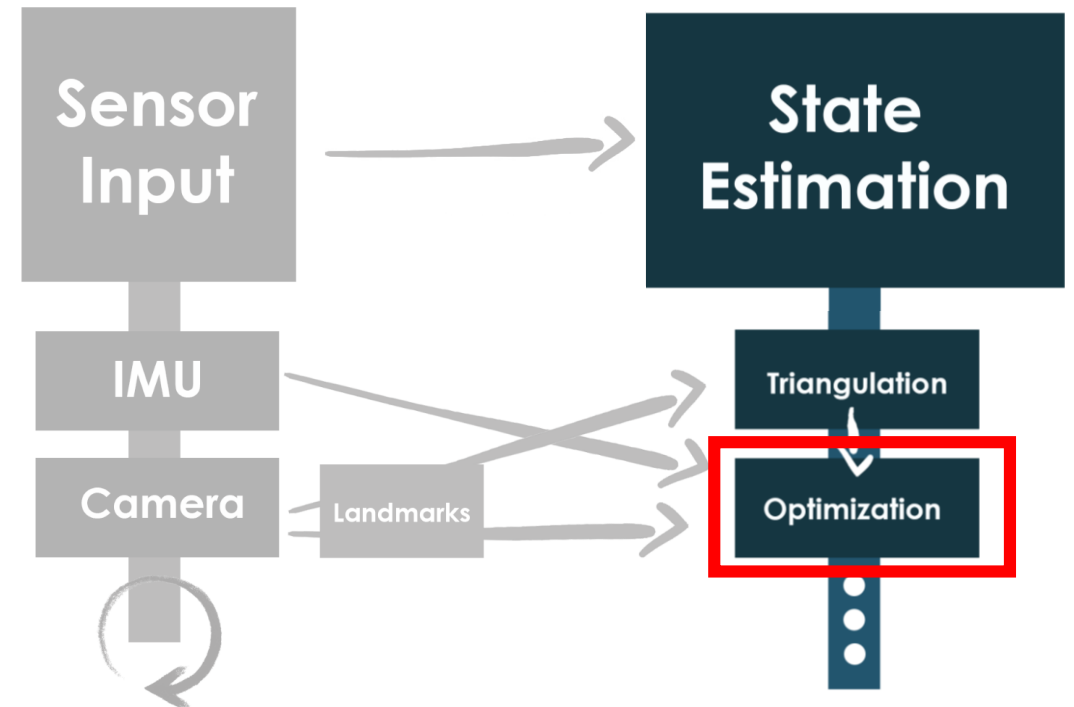 Sensor
Input
State
Estimation
IMU
Triangulation
Camera
Landmarks
Optimization